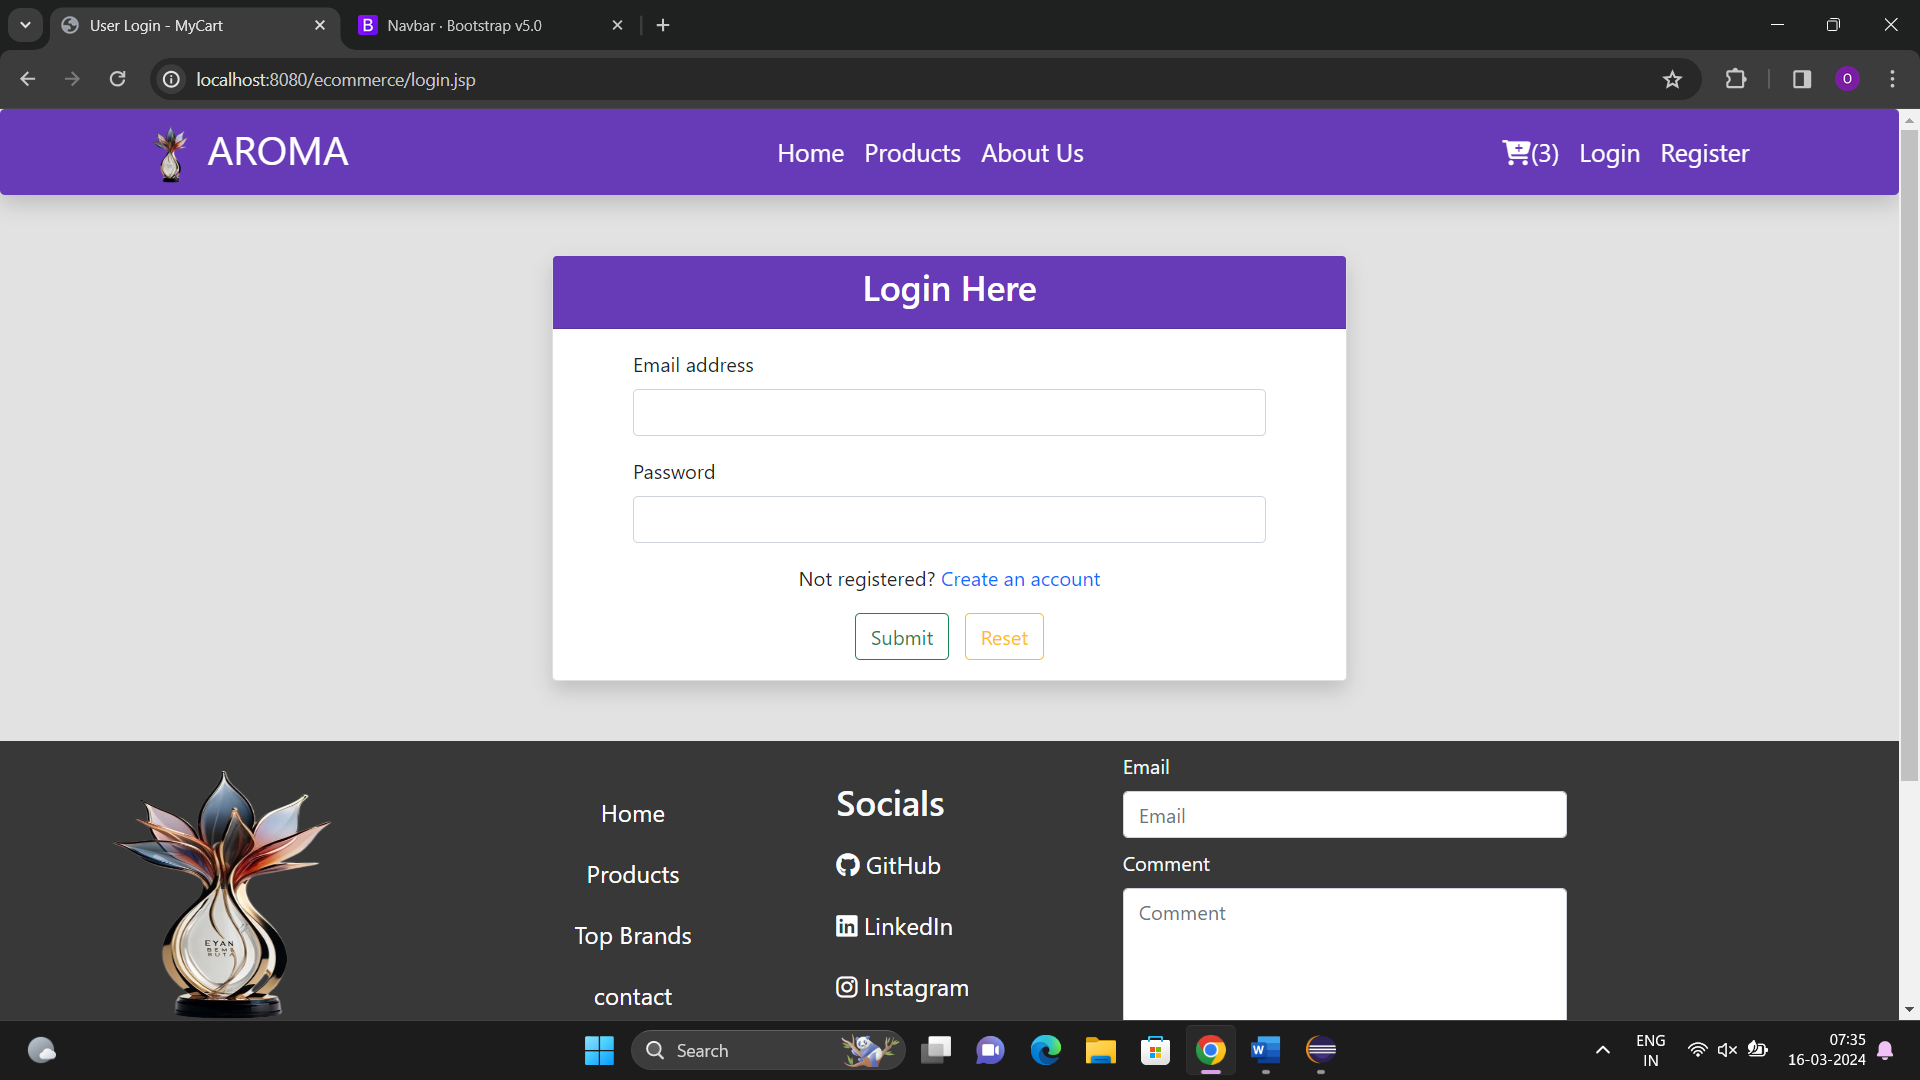 User Login - MyCart
B Navbar · Bootstrap v5.0
localhost:8080/ecommerce/login.jsp
O
AROMA
Home Products About Us
(3) Login Register
Login Here
Email address
Password
Not registered? Create an account
Submit Reset
Home
Products
Top Brands
contact
Socials
GitHub
LinkedIn
Instagram
Email
Email
Comment
Comment
EYAN
Search
ENG
IN
07:35
16-03-2024